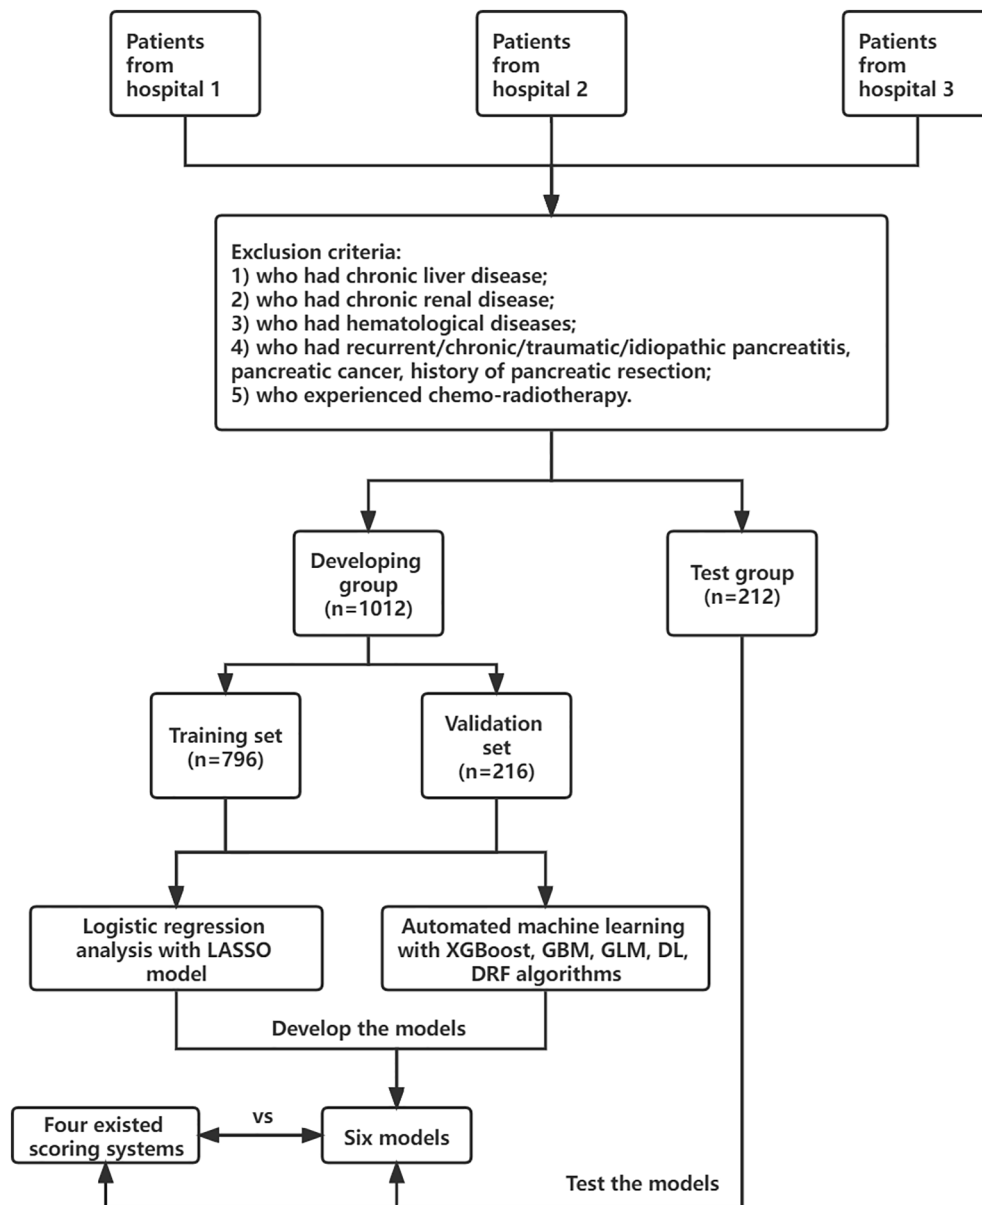 Patients
from
hospital 1
Patients
from
hospital 2
Patients
from
hospital 3
Exclusion criteria:
1) who had chronic liver disease;
2) who had chronic renal disease;
3) who had hematological diseases;
4) who had recurrent/chronic/traumatic/idiopathic pancreatitis,
pancreatic cancer, history of pancreatic resection;
5) who experienced chemo-radiotherapy.
Developing
group
(n=1012)
Test group
(n=212)
Training set
(n=796)
Validation
set
(n=216)
Logistic regression
analysis with LASSO
model
Automated machine learning
with XGBoost, GBM, GLM, DL,
DRF algorithms
Develop the models
Four existed
scoring systems
vs
Six models
Test the models